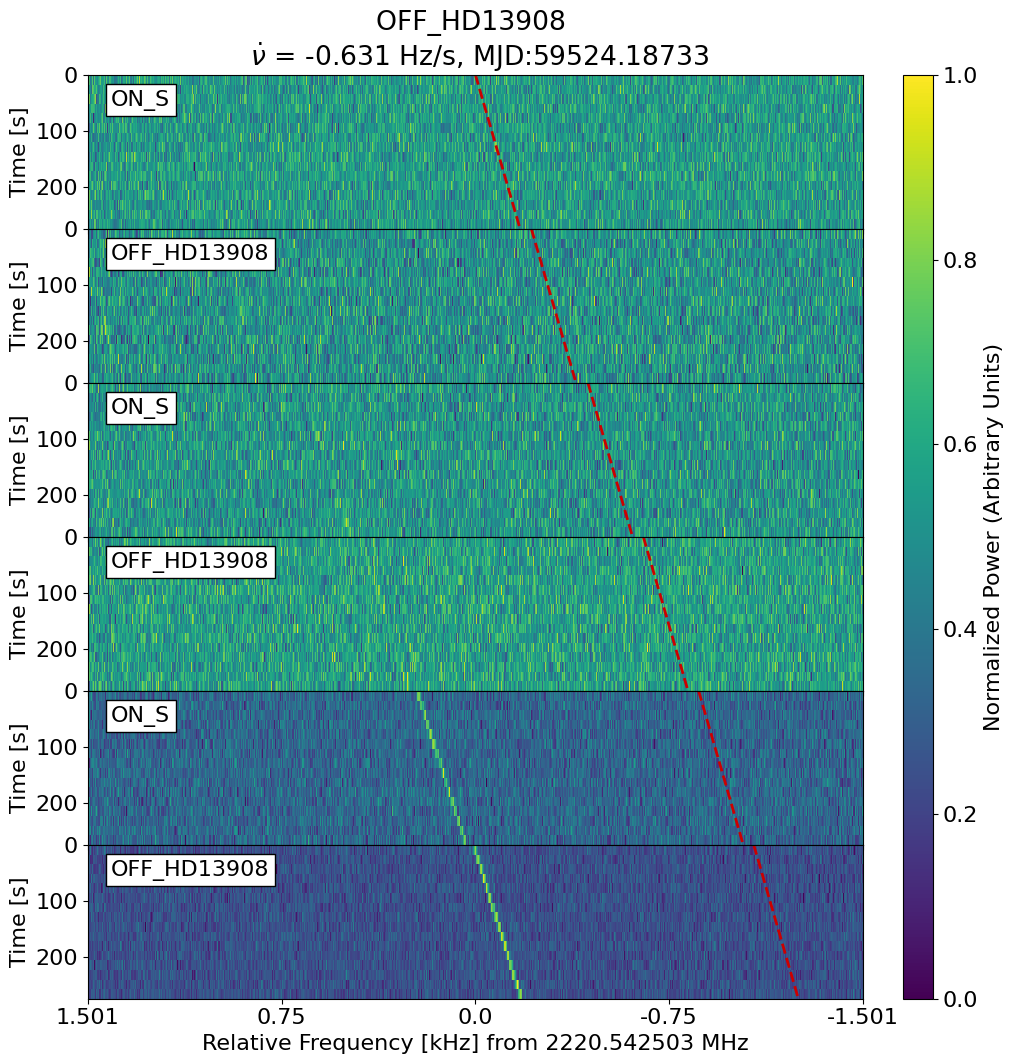 OFF_HD13908
ν̇ = -0.631 Hz/s, MJD:59524.18733
0
ON_S
100
200
Time [s]
0
OFF_HD13908
100
200
Time [s]
0
ON_S
100
200
Time [s]
0
OFF_HD13908
100
200
Time [s]
0
ON_S
100
200
Time [s]
0
OFF_HD13908
100
200
Time [s]
1.501 0.75 0.0 -0.75 -1.501
Relative Frequency [kHz] from 2220.542503 MHz
1.0
0.8
0.6
0.4
0.2
0.0
Normalized Power (Arbitrary Units)